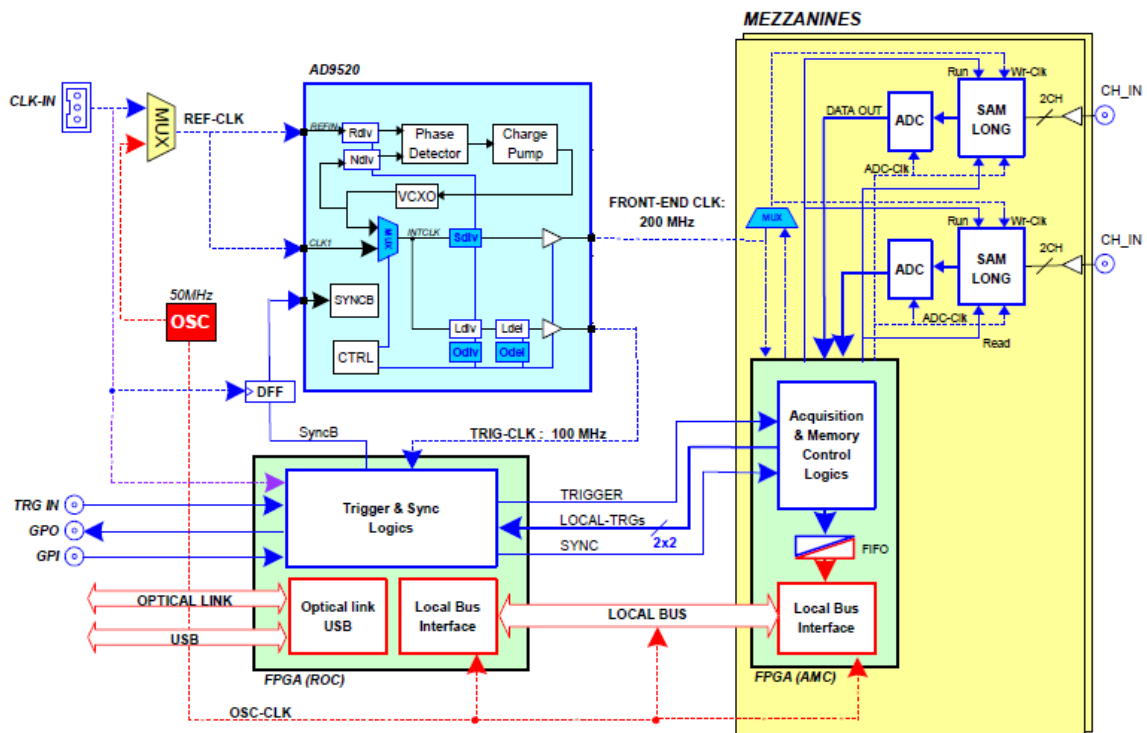 MEZZANINES
AD9520
CLK-IN
MUX
REF-CLK
REFIN
Rdiv
Ndiv
Phase
Detector
Charge
Pump
VCXO
MUX
CLK1
INTCLK
Sdiv
SYNCB
CTRL
Ldiv
Ldel
Odiv
Odel
50MHz
OSC
DFF
SyncB
FRONT-END CLK:
200 MHz
TRIG-CLK : 100 MHz
MUX
Run
Wr-Clk
DATA OUT
ADC
SAM
LONG
2CH
CH_IN
ADC-Clk
Run
Wr-Clk
ADC
SAM
LONG
2CH
CH_IN
ADC-Clk
Read
Acquisition
& Memory
Control
Logics
FIFO
Local Bus
Interface
FPGA (AMC)
TRG IN
GPO
GPI
Trigger & Sync
Logics
TRIGGER
LOCAL-TRGs
2x2
SYNC
OPTICAL LINK
USB
Optical link
USB
Local Bus
Interface
LOCAL BUS
FPGA (ROC)
OSC-CLK